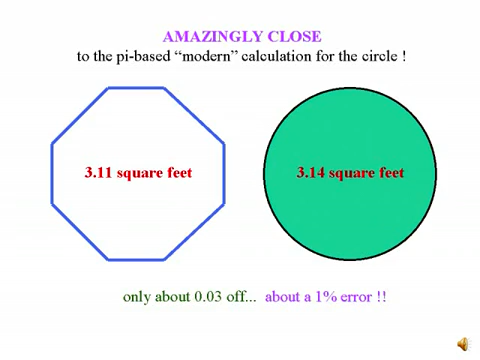 AMAZINGLY CLOSE
to the pi-based “modern” calculation for the circle !
3.11 square feet
3.14 square feet
only about 0.03 off... about a 1% error !!